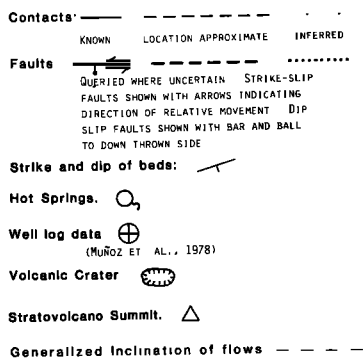 Contacts·
KNOWN LOCATION APPROXIMATE INFERRED
Faults
QUERIED WHERE UNCERTAIN STRIKE-SLIP
FAULTS SHOWN WITH ARROWS INDICATING
DIRECTION OF RELATIVE MOVEMENT DIP
SLIP FAULTS SHOWN WITH BAR AND BALL
TO DOWN THROWN SIDE
Strike and dip of beds:
Hot Springs.
Well log data
(MUÑOZ ET AL., 1978)
Volcanic Crater
Stratovolcano Summit.
Generalized Inclination of flows